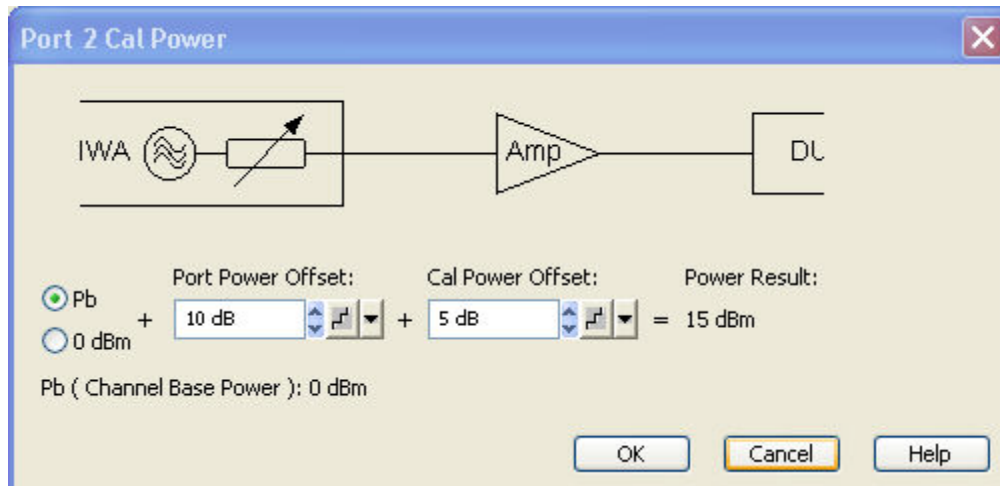 Port 2 Cal Power
IWA
Amp
DU
Port Power Offset:
Cal Power Offset:
Power Result:
Pb
+
10 dB
+
5 dB
=
15 dBm
0 dBm
Pb ( Channel Base Power ): 0 dBm
OK
Cancel
Help